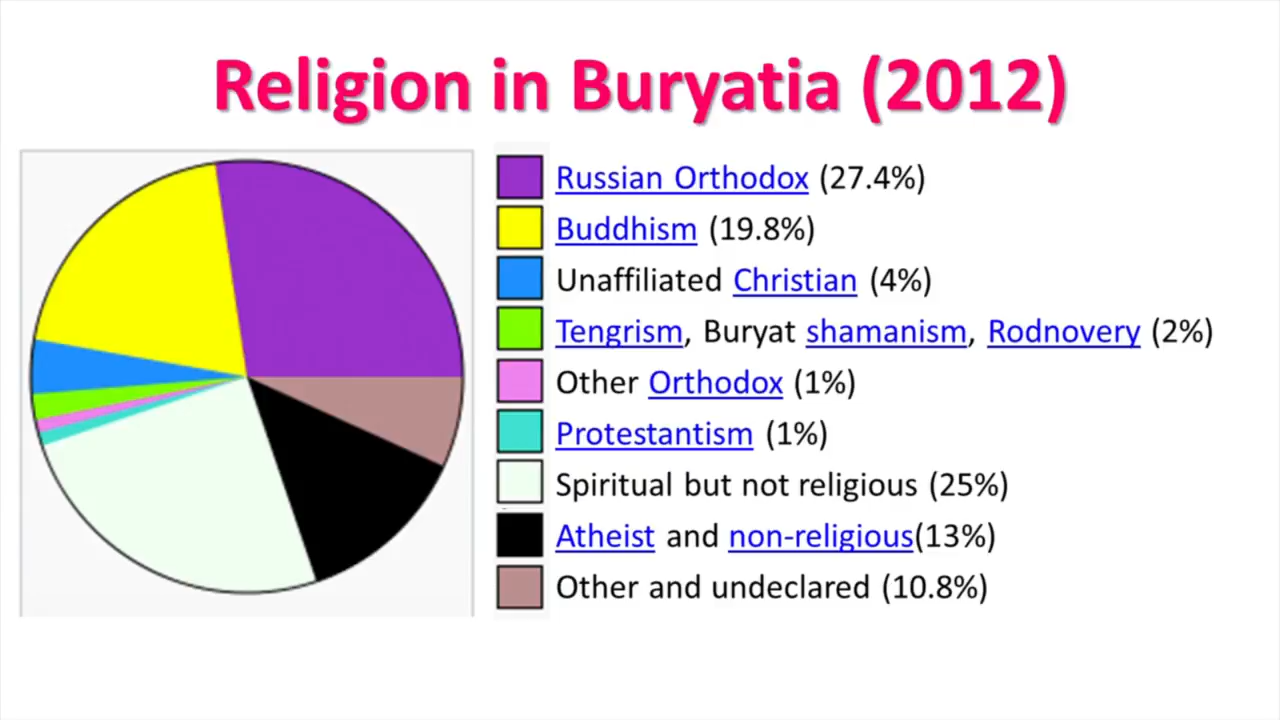 Religion in Buryatia (2012)
Russian Orthodox (27.4%)
Buddhism (19.8%)
Unaffiliated Christian (4%)
Tengrism, Buryat shamanism, Rodnovery (2%)
Other Orthodox (1%)
Protestantism (1%)
Spiritual but not religious (25%)
Atheist and non-religious(13%)
Other and undeclared (10.8%)